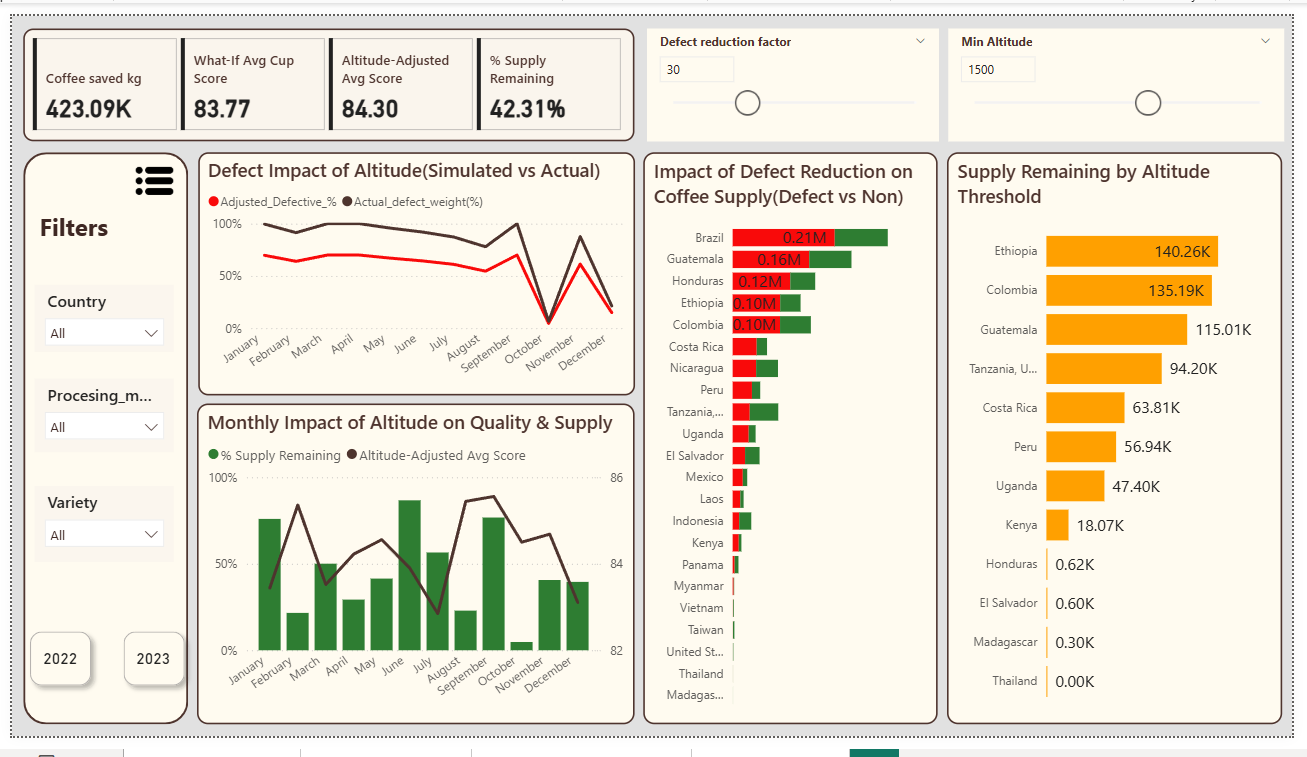 Coffee saved kg
423.09K
What-If Avg Cup
Score
83.77
Altitude-Adjusted
Avg Score
84.30
% Supply
Remaining
42.31%
Defect reduction factor
30
Min Altitude
1500
Filters
Country
All
Procesing_m...
All
Variety
All
2022
2023
Defect Impact of Altitude(Simulated vs Actual)
Adjusted_Defective_%
Actual_defect_weight(%)
100%
50%
0%
January
February
March
April
May
June
July
August
September
October
November
December
Monthly Impact of Altitude on Quality & Supply
% Supply Remaining
Altitude-Adjusted Avg Score
100%
50%
0%
86
84
82
January
February
March
April
May
June
July
August
September
October
November
December
Impact of Defect Reduction on
Coffee Supply(Defect vs Non)
Brazil 0.21M
Guatemala 0.16M
Honduras 0.12M
Ethiopia 0.10M
Colombia 0.10M
Costa Rica
Nicaragua
Peru
Tanzania,...
Uganda
El Salvador
Mexico
Laos
Indonesia
Kenya
Panama
Myanmar
Vietnam
Taiwan
United St...
Thailand
Madagas...
Supply Remaining by Altitude
Threshold
Ethiopia 140.26K
Colombia 135.19K
Guatemala 115.01K
Tanzania, U... 94.20K
Costa Rica 63.81K
Peru 56.94K
Uganda 47.40K
Kenya 18.07K
Honduras 0.62K
El Salvador 0.60K
Madagascar 0.30K
Thailand 0.00K